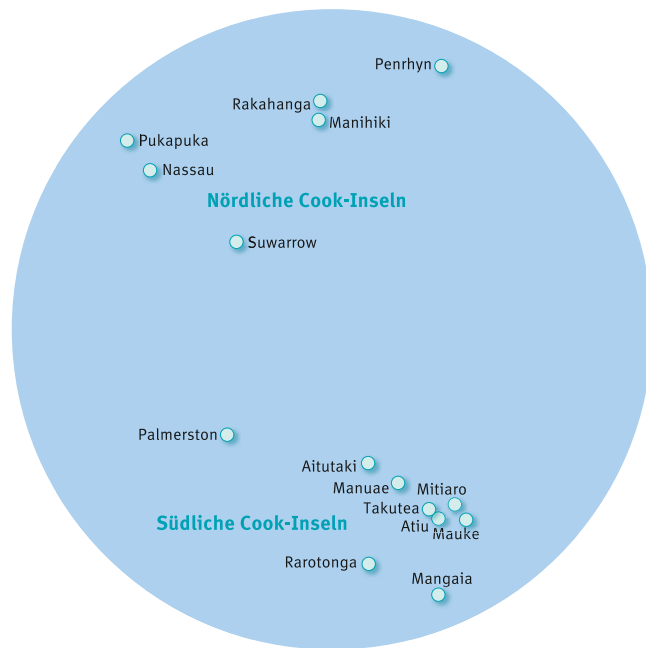 Penrhyn
Rakahanga
Manihiki
Pukapuka
Nassau
Nördliche Cook-Inseln
Suwarrow
Palmerston
Aitutaki
Manuae
Mitiaro
Takutea
Südliche Cook-Inseln
Atiu
Mauke
Rarotonga
Mangaia